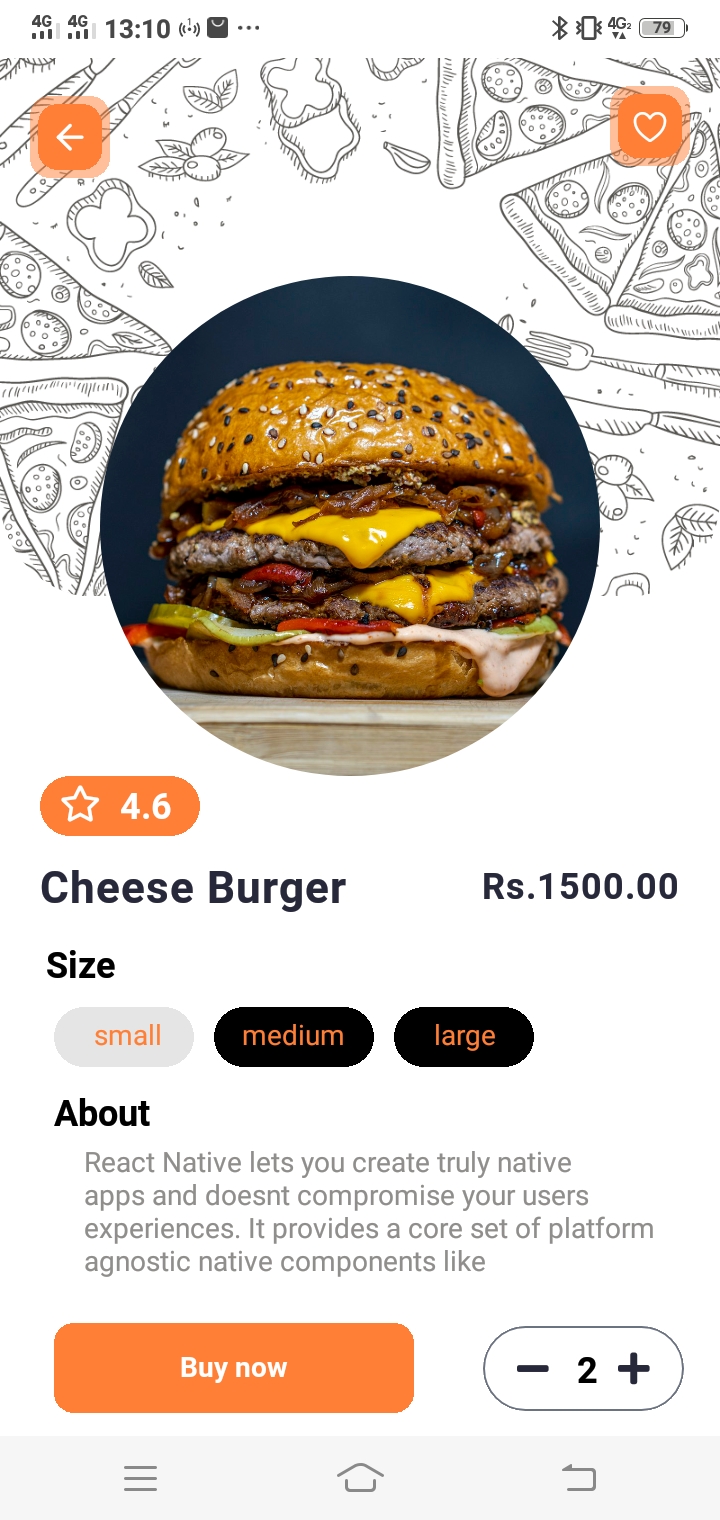 4G 4G 13:10 4G2 79
4.6
Cheese Burger Rs.1500.00
Size
small medium large
About
React Native lets you create truly native
apps and doesnt compromise your users
experiences. It provides a core set of platform
agnostic native components like
Buy now 2